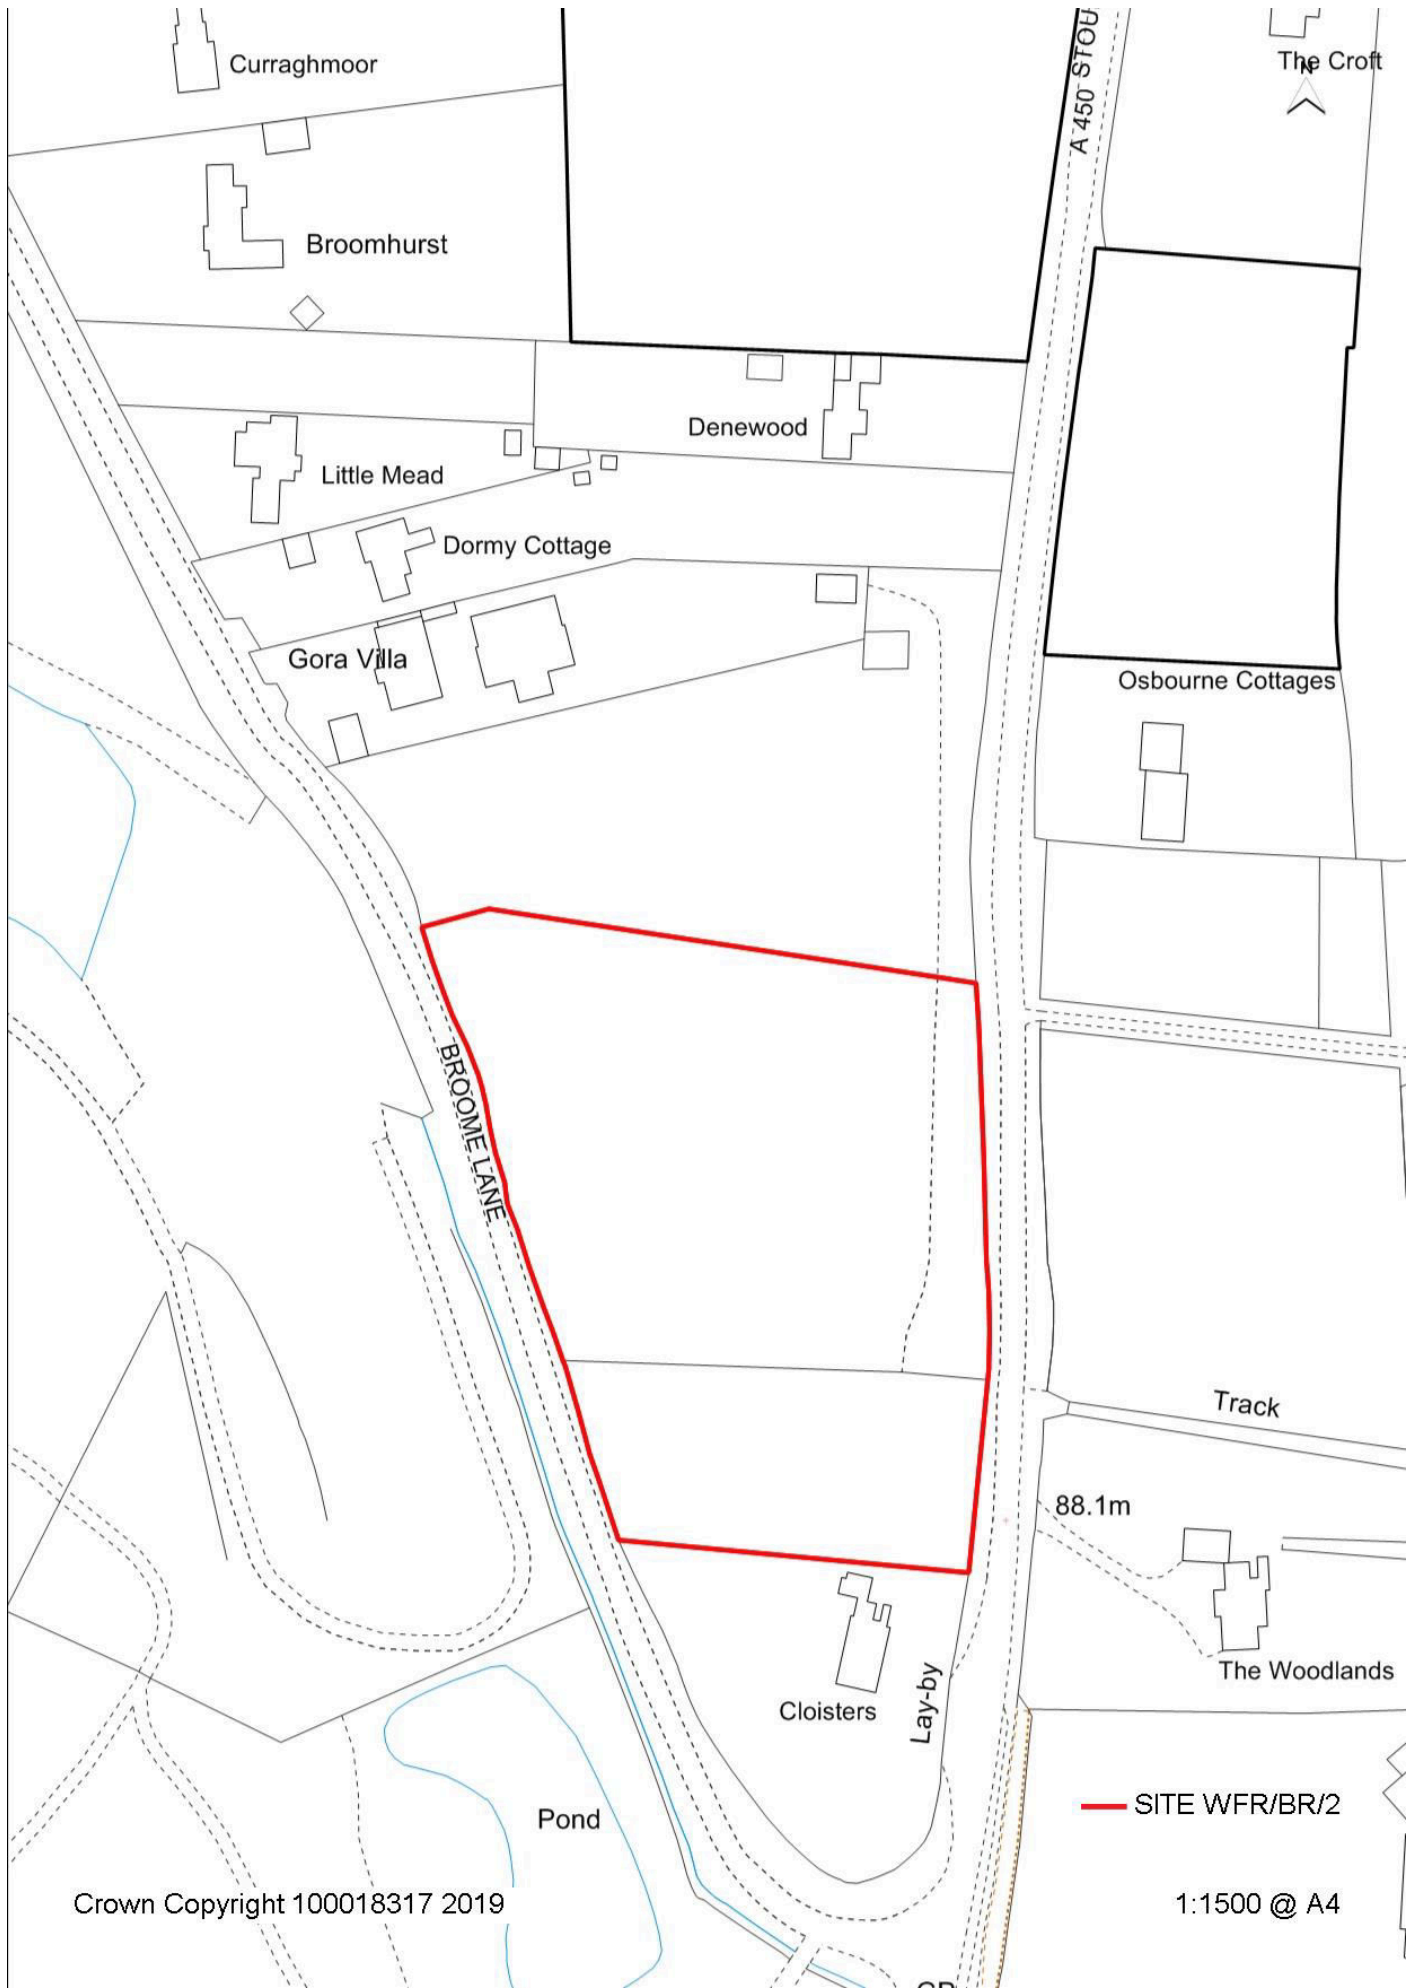 Curraghmoor
A 450 STOU
The Croft
N
Broomhurst
Denewood
Little Mead
Dormy Cottage
Gora Villa
Osbourne Cottages
BROOME LANE
Track
88.1m
The Woodlands
Cloisters
Lay-by
SITE WFR/BR/2
Pond
Crown Copyright 100018317 2019
1:1500 @ A4